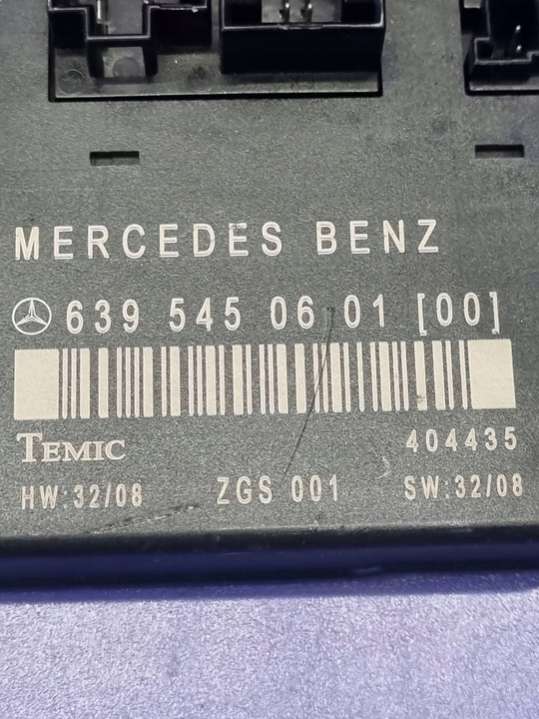 MERCEDES BENZ
639 545 06 01 [00]
TEMIC 404435
HW:32/08 ZGS 001 SW:32/08